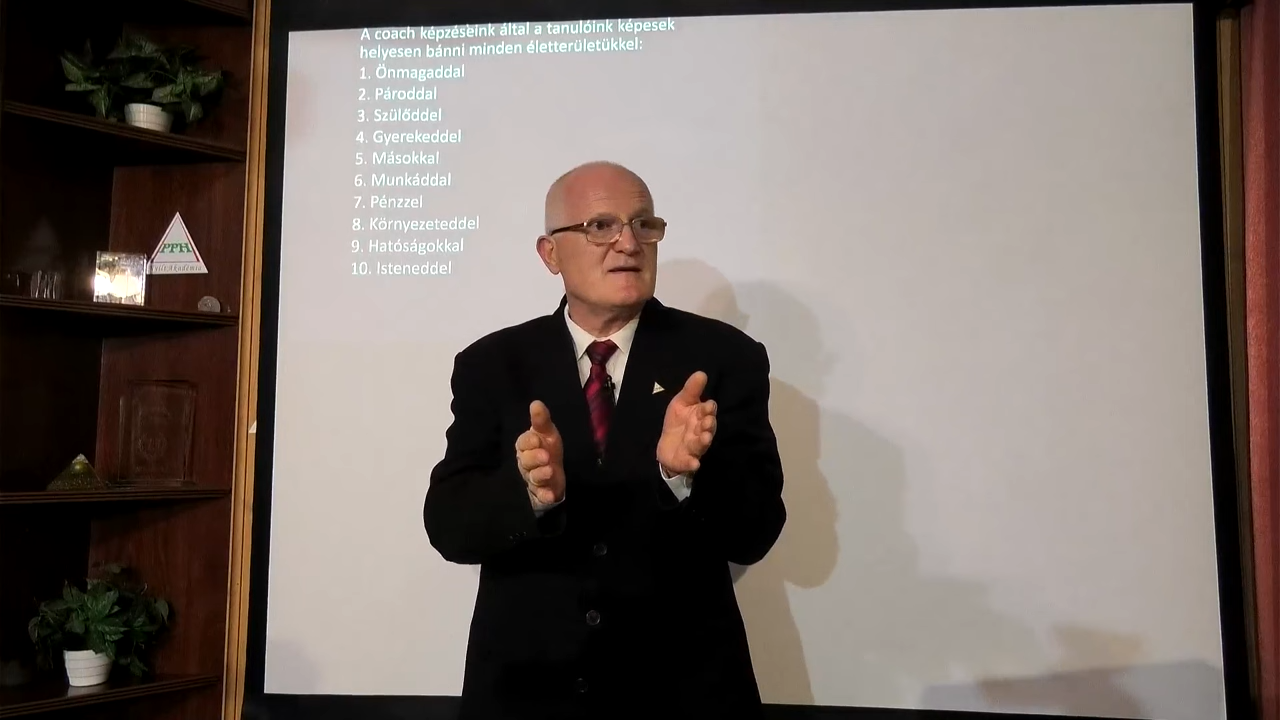 A coach képzéseink által a tanulóink képesek
helyesen bánni minden életterületükkel:
1. Önmagaddal
2. Pároddal
3. Szülőddel
4. Gyerekeddel
5. Másokkal
6. Munkáddal
7. Pénzzel
8. Környezeteddel
9. Hatóságokkal
10. Isteneddel
PFH